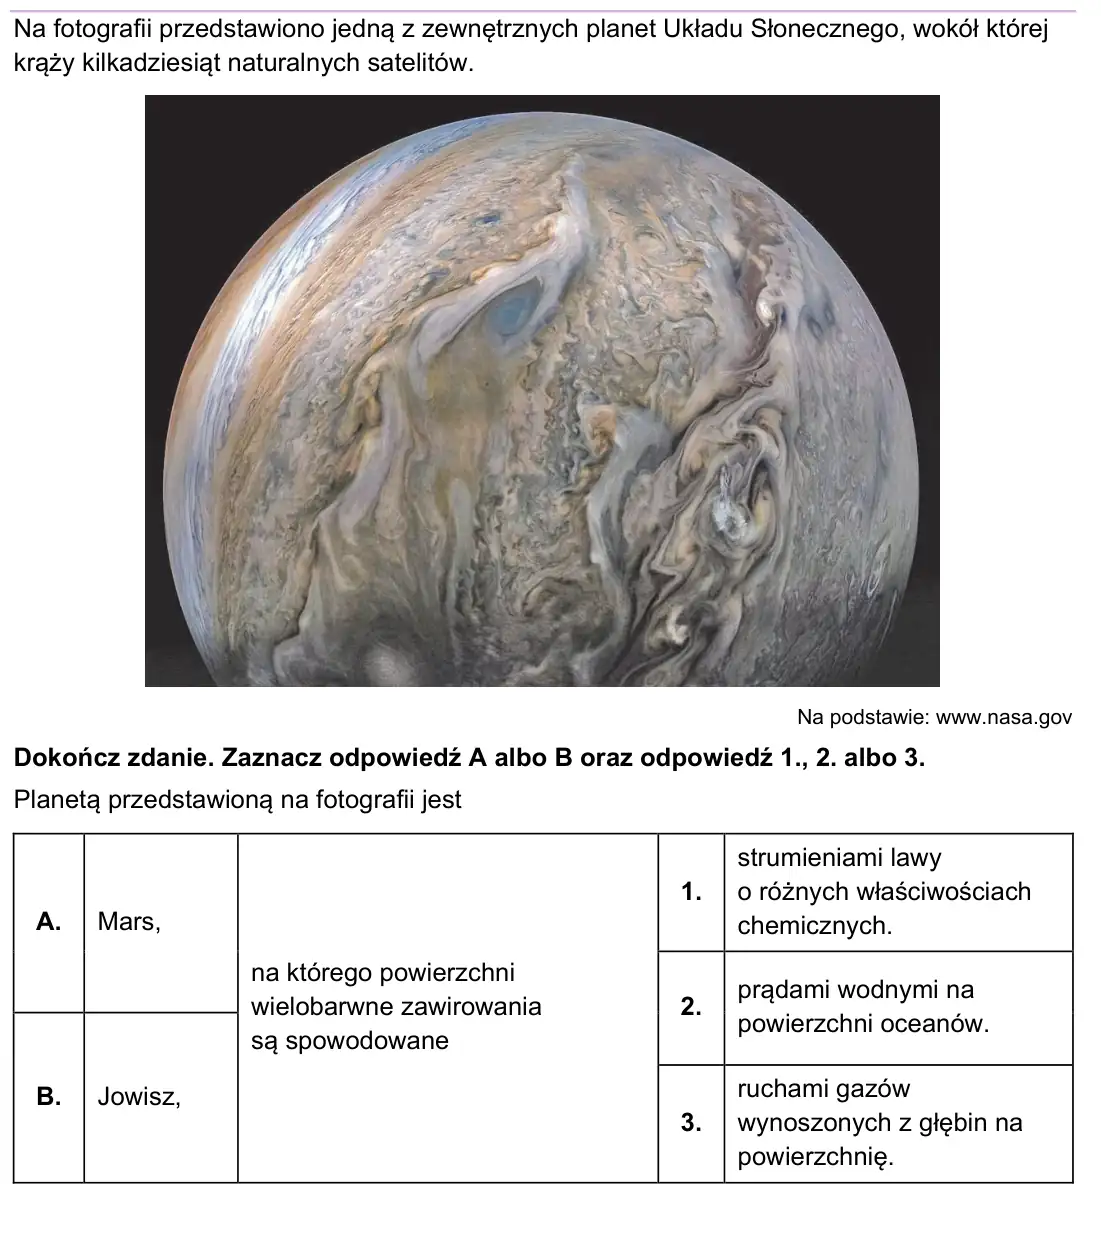 Na fotografii przedstawiono jedną z zewnętrznych planet Układu Słonecznego, wokół której
krąży kilkadziesiąt naturalnych satelitów.
Na podstawie: www.nasa.gov
Dokończ zdanie. Zaznacz odpowiedź A albo B oraz odpowiedź 1., 2. albo 3.
Planetą przedstawioną na fotografii jest
A.
Mars,
B.
Jowisz,
na którego powierzchni
wielobarwne zawirowania
są spowodowane
1.
strumieniami lawy
o różnych właściwościach
chemicznych.
2.
prądami wodnymi na
powierzchni oceanów.
3.
ruchami gazów
wynoszonych z głębin na
powierzchnię.